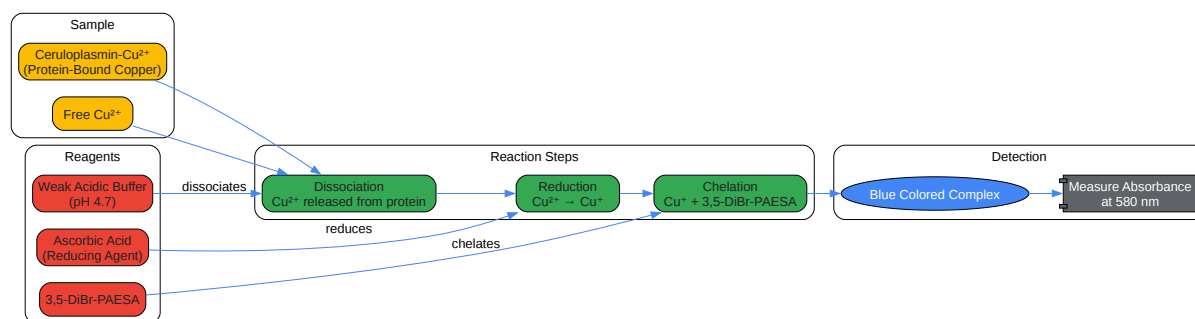 Sample
Ceruloplasmin-Cu²⁺
(Protein-Bound Copper)
Free Cu²⁺
Reagents
Weak Acidic Buffer
(pH 4.7)
Ascorbic Acid
(Reducing Agent)
3,5-DiBr-PAESA
dissociates
reduces
chelates
Reaction Steps
Dissociation
Cu²⁺ released from protein
Reduction
Cu²⁺ → Cu⁺
Chelation
Cu⁺ + 3,5-DiBr-PAESA
Detection
Blue Colored Complex
Measure Absorbance
at 580 nm